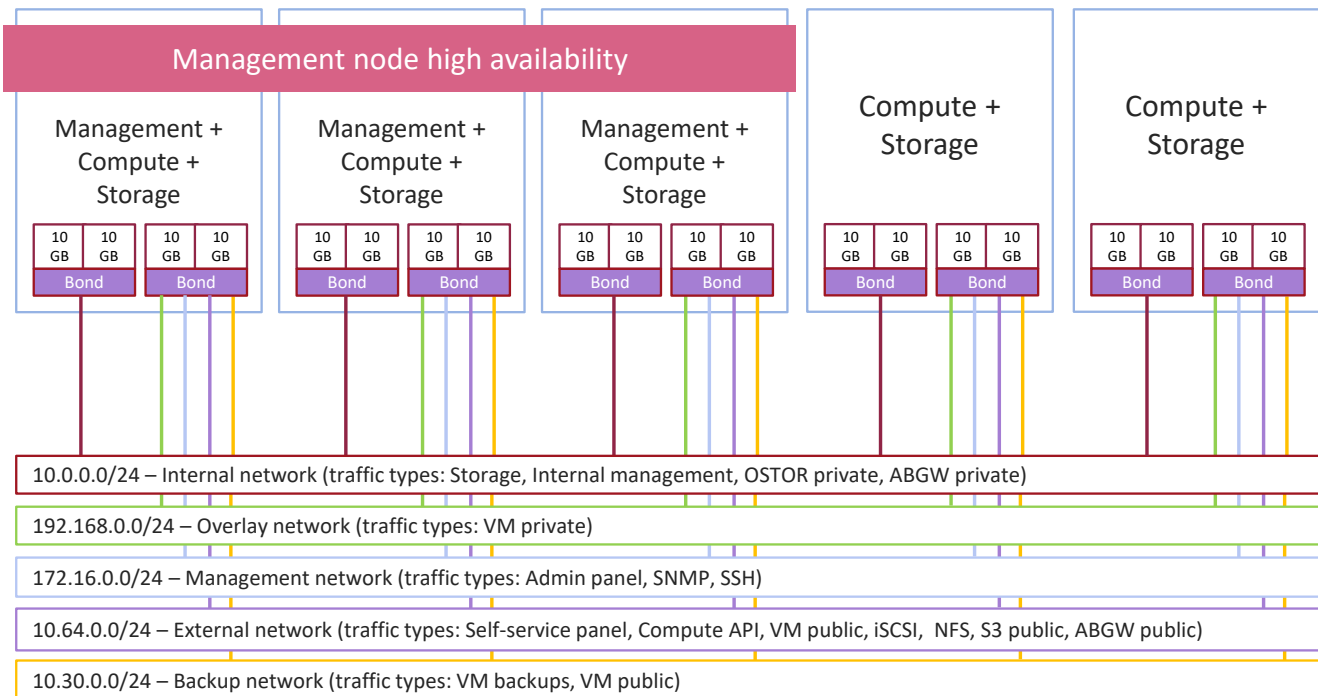 Management node high availability
Management +
Compute +
Storage
Management +
Compute +
Storage
Management +
Compute +
Storage
Compute +
Storage
Compute +
Storage
10
GB
10
GB
10
GB
10
GB
Bond
Bond
10
GB
10
GB
10
GB
10
GB
Bond
Bond
10
GB
10
GB
10
GB
10
GB
Bond
Bond
10
GB
10
GB
10
GB
10
GB
Bond
Bond
10
GB
10
GB
10
GB
10
GB
Bond
Bond
10.0.0.0/24 – Internal network (traffic types: Storage, Internal management, OSTOR private, ABGW private)
192.168.0.0/24 – Overlay network (traffic types: VM private)
172.16.0.0/24 – Management network (traffic types: Admin panel, SNMP, SSH)
10.64.0.0/24 – External network (traffic types: Self-service panel, Compute API, VM public, iSCSI, NFS, S3 public, ABGW public)
10.30.0.0/24 – Backup network (traffic types: VM backups, VM public)